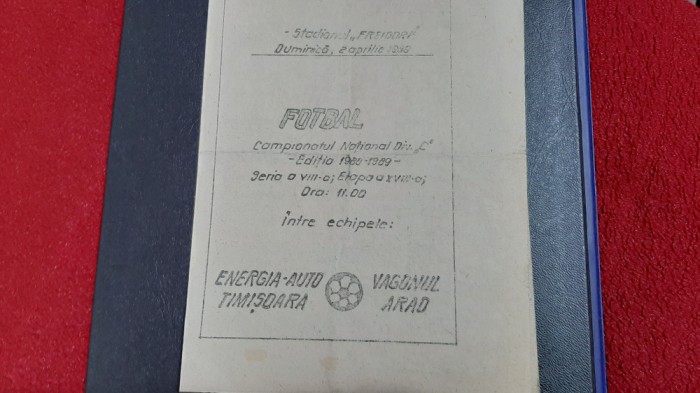 - Stadionul „FREIDORF"
Duminică, 2 aprilie 1989
FOTBAL
Campionatul Național Div. „C"
- Ediția 1988-1989 -
Seria a VIII-a; Etapa a XVIII-a;
Ora: 11.00
Între echipele:
ENERGIA-AUTO VAGONUL
TIMIȘOARA ARAD